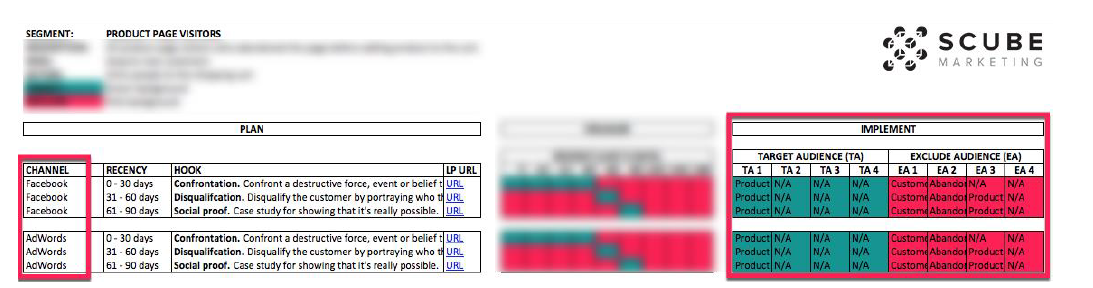 SEGMENT: PRODUCT PAGE VISITORS
SCUBE
MARKETING
PLAN IMPLEMENT
TARGET AUDIENCE (TA) EXCLUDE AUDIENCE (EA)
CHANNEL RECENCY HOOK LP URL TA 1 TA 2 TA 3 TA 4 EA 1 EA 2 EA 3 EA 4
Facebook 0 - 30 days Confrontation. Confront a destructive force, event or belief t URL Product N/A N/A N/A Custome Abandon N/A N/A
Facebook 31 - 60 days Disqualifcation. Disqualify the customer by portraying who th URL Product N/A N/A N/A Custome Abandon Product N/A
Facebook 61 - 90 days Social proof. Case study for showing that it's really possible. URL Product N/A N/A N/A Custome Abandon Product N/A
AdWords 0 - 30 days Confrontation. Confront a destructive force, event or belief t URL Product N/A N/A N/A Custome Abandon N/A N/A
AdWords 31 - 60 days Disqualifcation. Disqualify the customer by portraying who th URL Product N/A N/A N/A Custome Abandon Product N/A
AdWords 61 - 90 days Social proof. Case study for showing that it's really possible. URL Product N/A N/A N/A Custome Abandon Product N/A